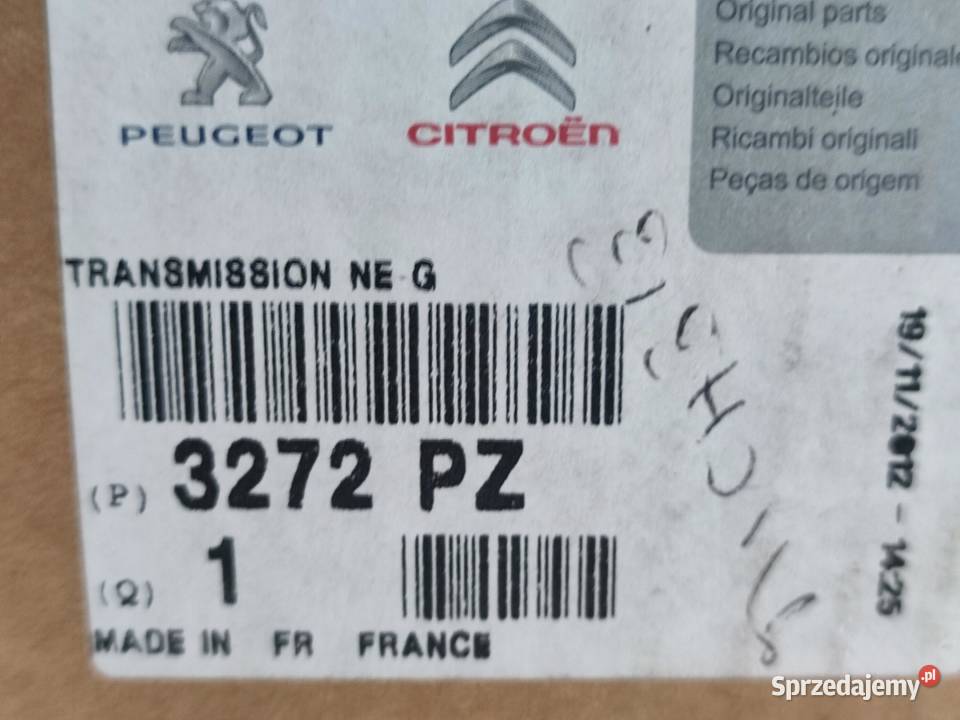 PEUGEOT
CITROËN
Original parts
Recambios originale
Originalteile
Ricambi originali
Peças de origem
TRANSMISSION NE G
(P) 3272 PZ
(Q) 1
MADE IN FR FRANCE
19/11/2012 - 14:25
Sprzedajemy.pl